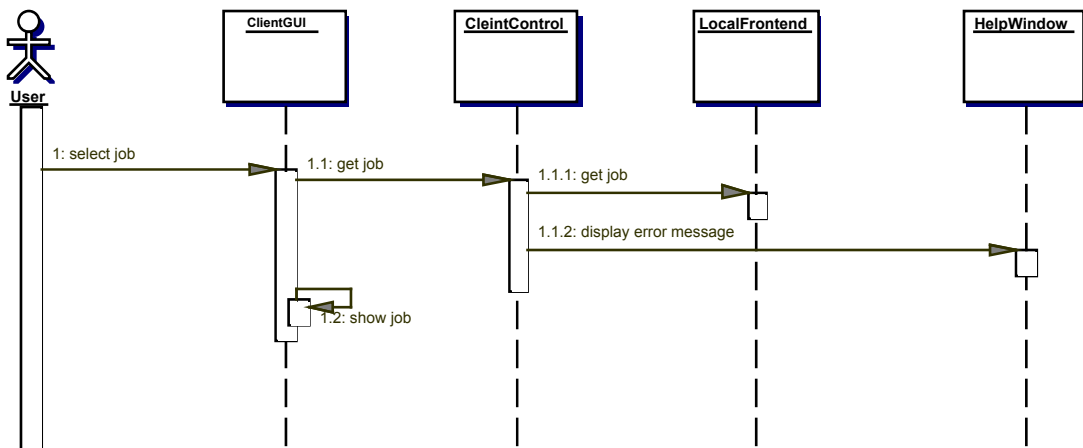 ClientGUI
CleintControl
LocalFrontend
HelpWindow
User
1: select job
1.1: get job
1.1.1: get job
1.1.2: display error message
1.2: show job